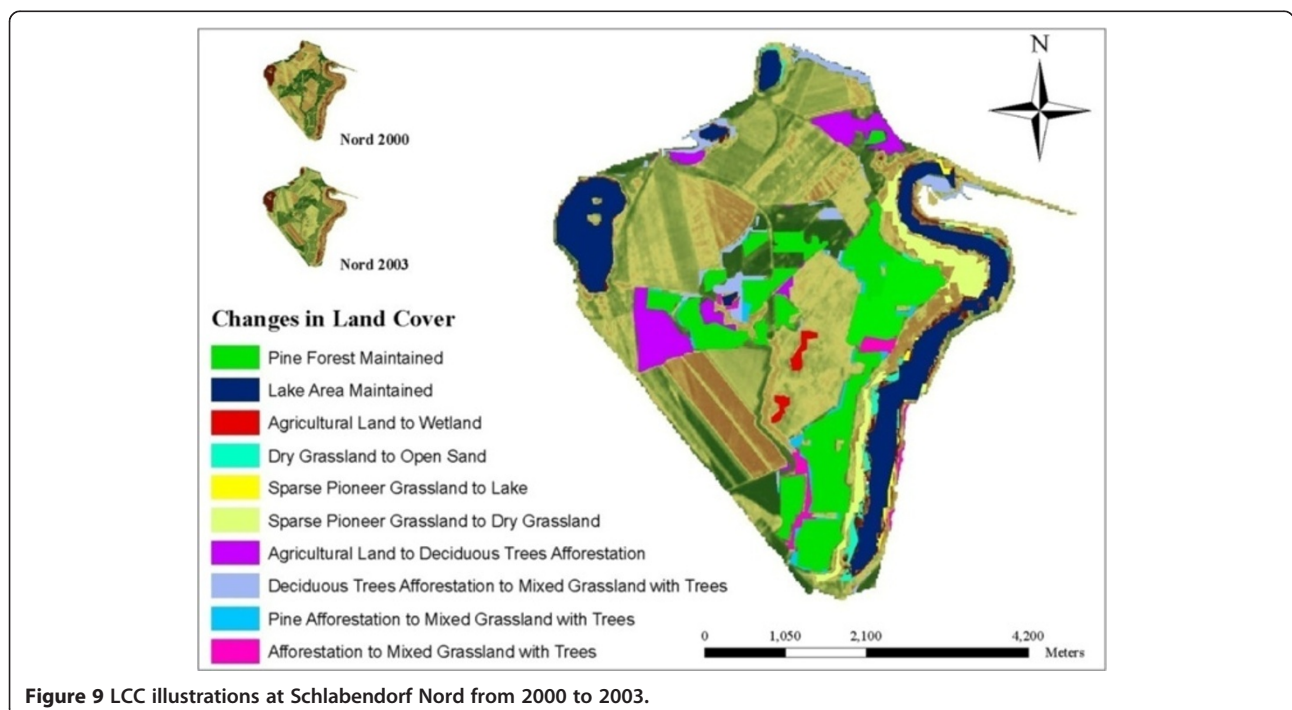 N
Nord 2000
Nord 2003
Changes in Land Cover
Pine Forest Maintained
Lake Area Maintained
Agricultural Land to Wetland
Dry Grassland to Open Sand
Sparse Pioneer Grassland to Lake
Sparse Pioneer Grassland to Dry Grassland
Agricultural Land to Deciduous Trees Afforestation
Deciduous Trees Afforestation to Mixed Grassland with Trees
Pine Afforestation to Mixed Grassland with Trees
Afforestation to Mixed Grassland with Trees
0 1,050 2,100 4,200
Meters
Figure 9 LCC illustrations at Schlabendorf Nord from 2000 to 2003.